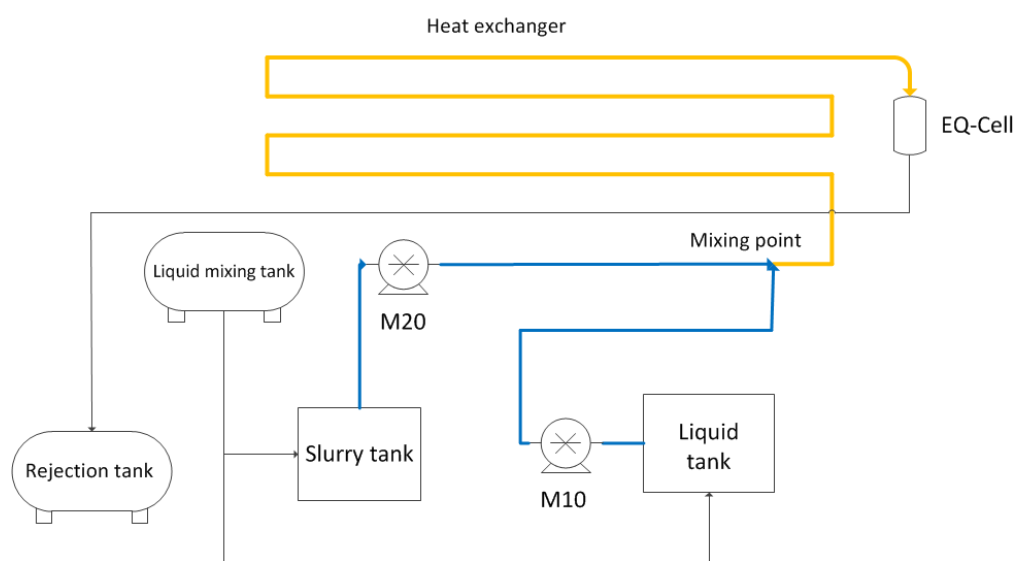 Heat exchanger
EQ-Cell
Mixing point
Liquid mixing tank
M20
Slurry tank
Liquid
tank
Rejection tank
M10